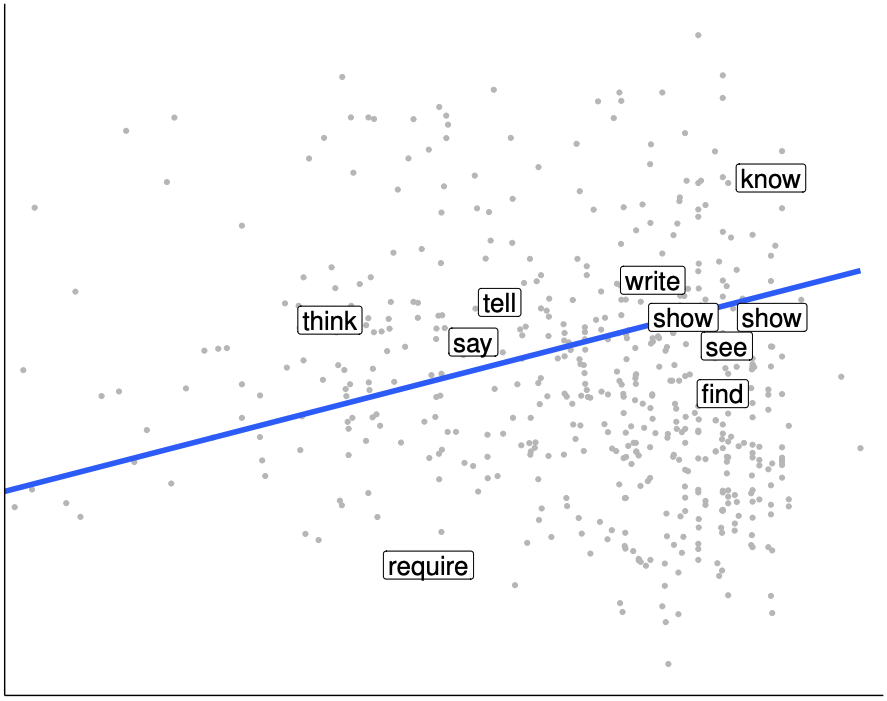 know
write
tell
think
show
show
say
see
find
require